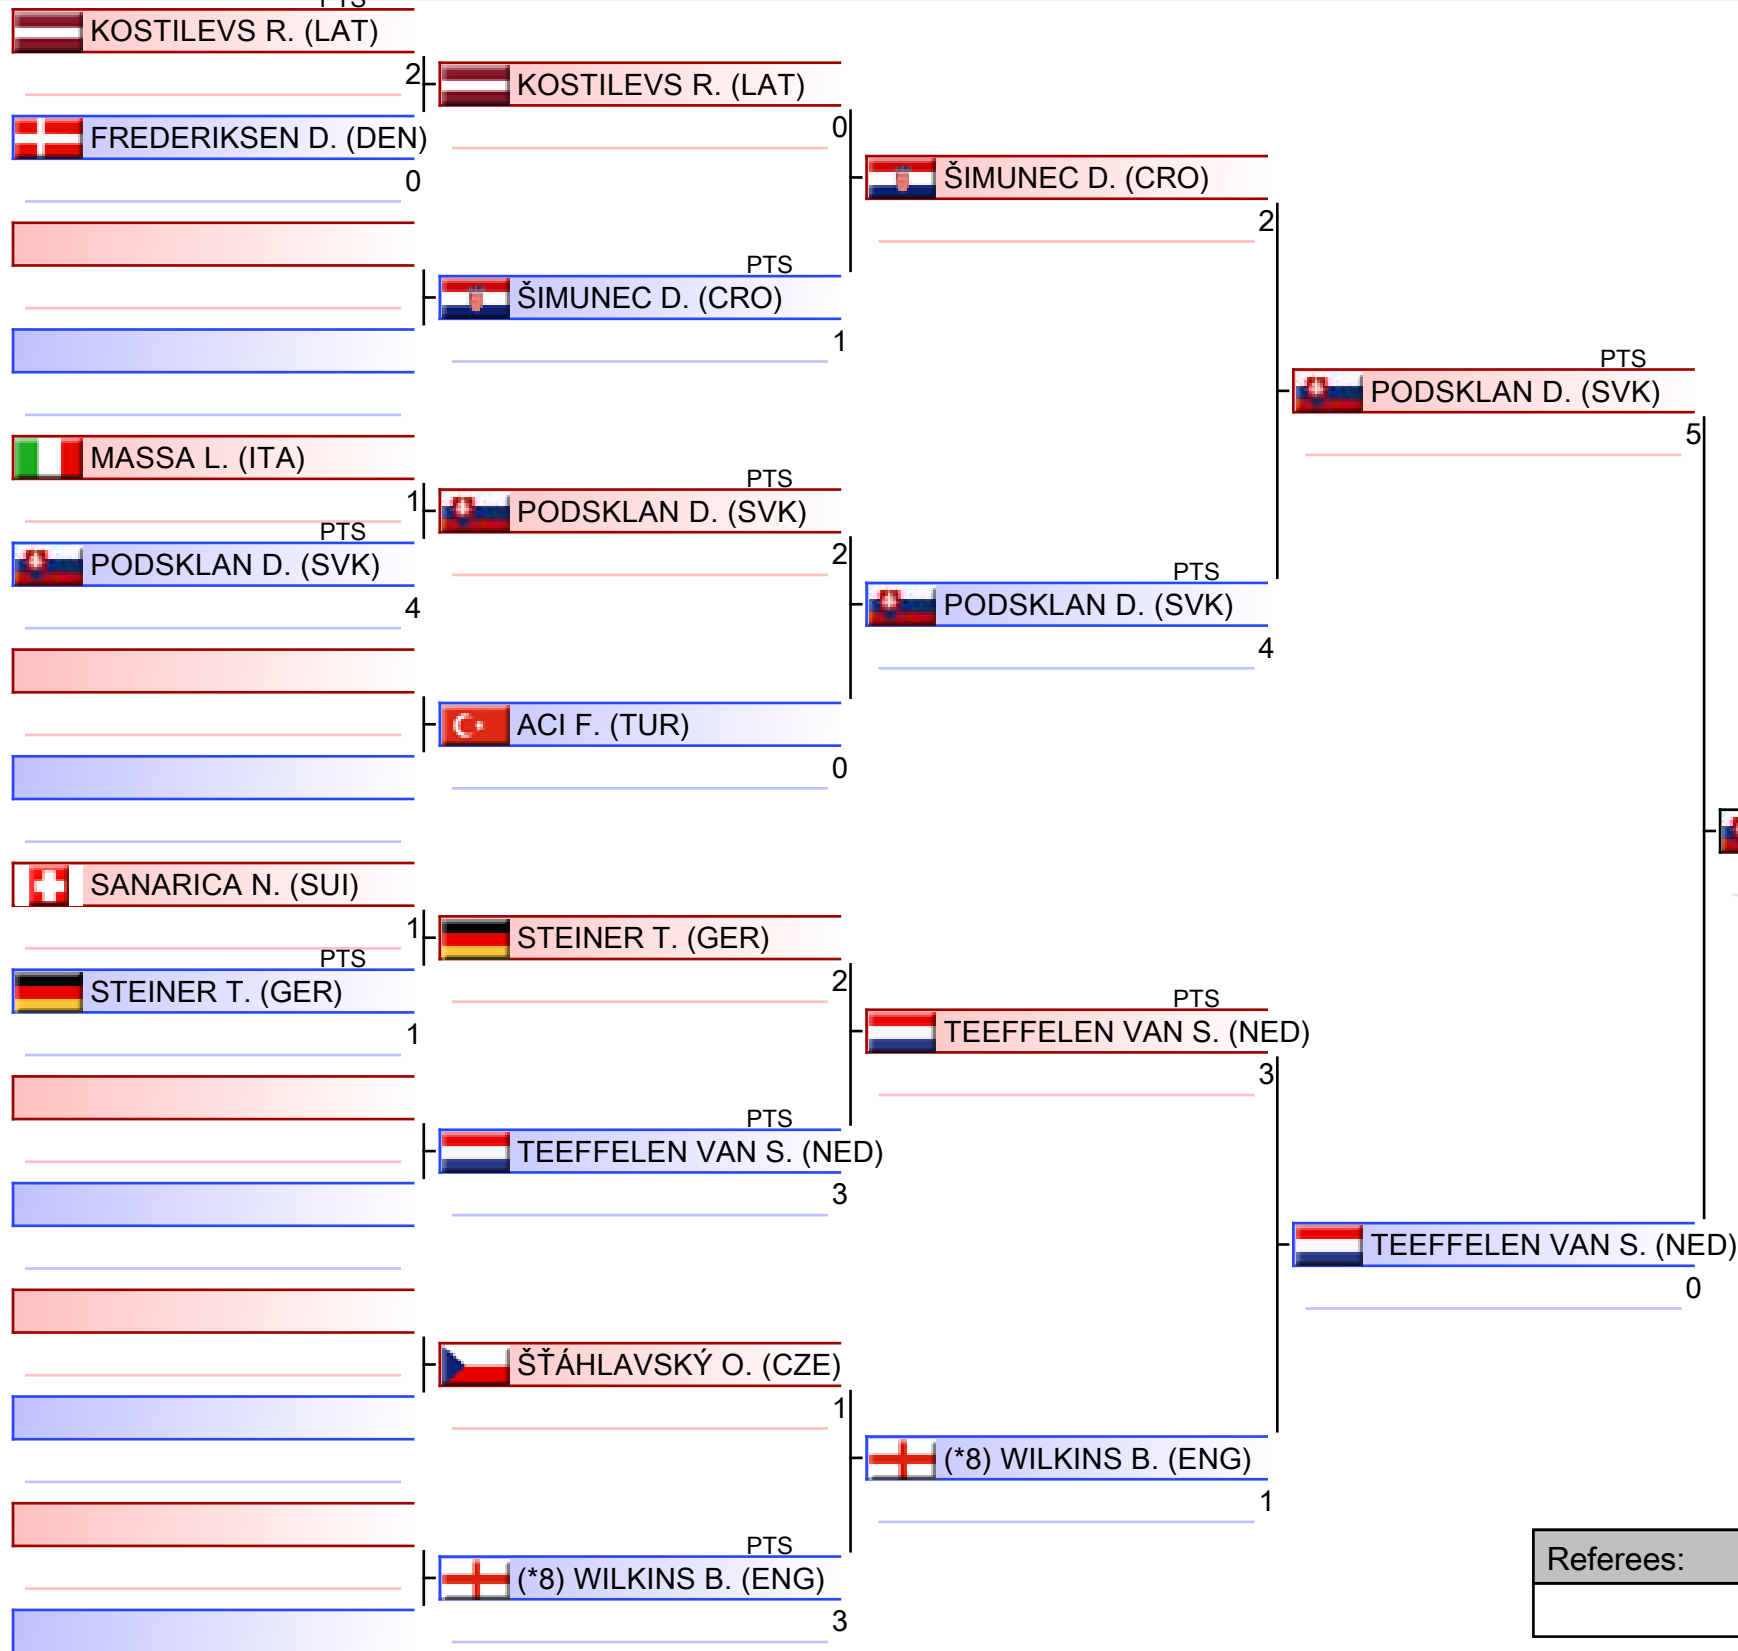 PTS
KOSTILEVS R. (LAT)
2
FREDERIKSEN D. (DEN)
0
MASSA L. (ITA)
1
PTS
PODSKLAN D. (SVK)
4
SANARICA N. (SUI)
1
PTS
STEINER T. (GER)
1
KOSTILEVS R. (LAT)
0
PTS
ŠIMUNEC D. (CRO)
1
PTS
PODSKLAN D. (SVK)
2
ACI F. (TUR)
0
STEINER T. (GER)
2
PTS
TEEFFELEN VAN S. (NED)
3
ŠŤÁHLAVSKÝ O. (CZE)
1
PTS
(*8) WILKINS B. (ENG)
3
ŠIMUNEC D. (CRO)
2
PTS
PODSKLAN D. (SVK)
4
PTS
TEEFFELEN VAN S. (NED)
3
(*8) WILKINS B. (ENG)
1
PTS
PODSKLAN D. (SVK)
5
TEEFFELEN VAN S. (NED)
0
Referees: